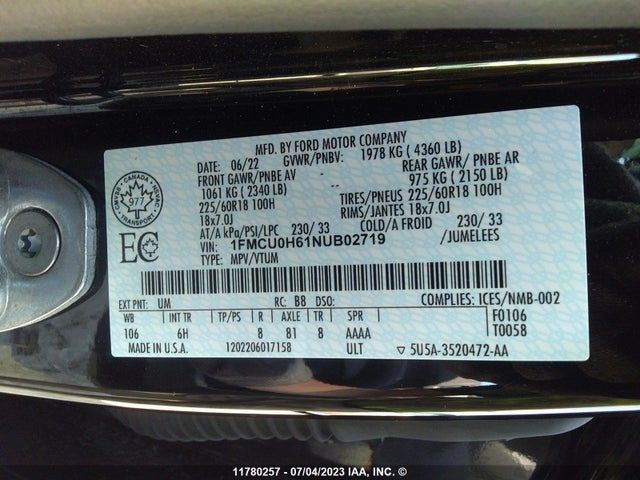 MFD. BY FORD MOTOR COMPANY
DATE: 06/22 GVWR/PNBV: 1978 KG ( 4360 LB)
FRONT GAWR/PNBE AV -- REAR GAWR/ PNBE AR
1061 KG ( 2340 LB) 975 KG ( 2150 LB)
225/60R18 100H -- TIRES/PNEUS 225/60R18 100H
18x7.0J RIMS/JANTES 18x7.0J
AT/A kPa/PSI/LPC 230/ 33 COLD/A FROID 230/ 33
VIN: 1FMCU0H61NUB02719 /JUMELEES
TYPE: MPV/VTUM
CANADA
977
TRANSPORT
EC
EXT PNT: UM RC: B8 DSO: COMPLIES: ICES/NMB-002
WB INT TR TP/PS R AXLE TR SPR F0106
106 6H 8 81 8 AAAA T0058
MADE IN U.S.A. 1202206017158 ULT ▽ 5U5A-3520472-AA
11780257 - 07/04/2023 IAA, INC. ©